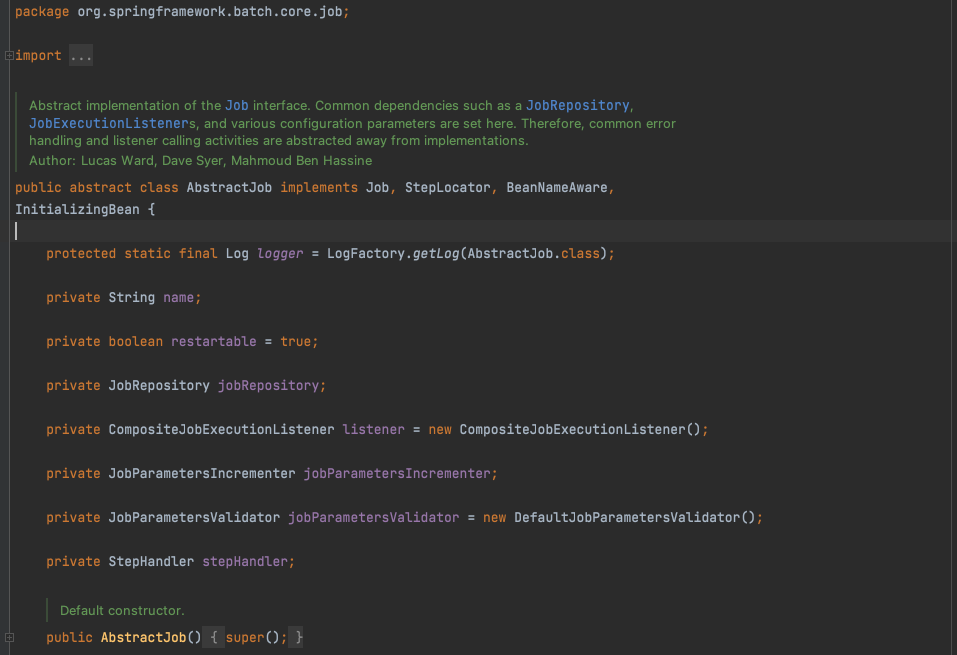 package org.springframework.batch.core.job;
import ...
Abstract implementation of the Job interface. Common dependencies such as a JobRepository,
JobExecutionListeners, and various configuration parameters are set here. Therefore, common error
handling and listener calling activities are abstracted away from implementations.
Author: Lucas Ward, Dave Syer, Mahmoud Ben Hassine
public abstract class AbstractJob implements Job, StepLocator, BeanNameAware,
InitializingBean {
protected static final Log logger = LogFactory.getLog(AbstractJob.class);
private String name;
private boolean restartable = true;
private JobRepository jobRepository;
private CompositeJobExecutionListener listener = new CompositeJobExecutionListener();
private JobParametersIncrementer jobParametersIncrementer;
private JobParametersValidator jobParametersValidator = new DefaultJobParametersValidator();
private StepHandler stepHandler;
Default constructor.
public AbstractJob() { super(); }